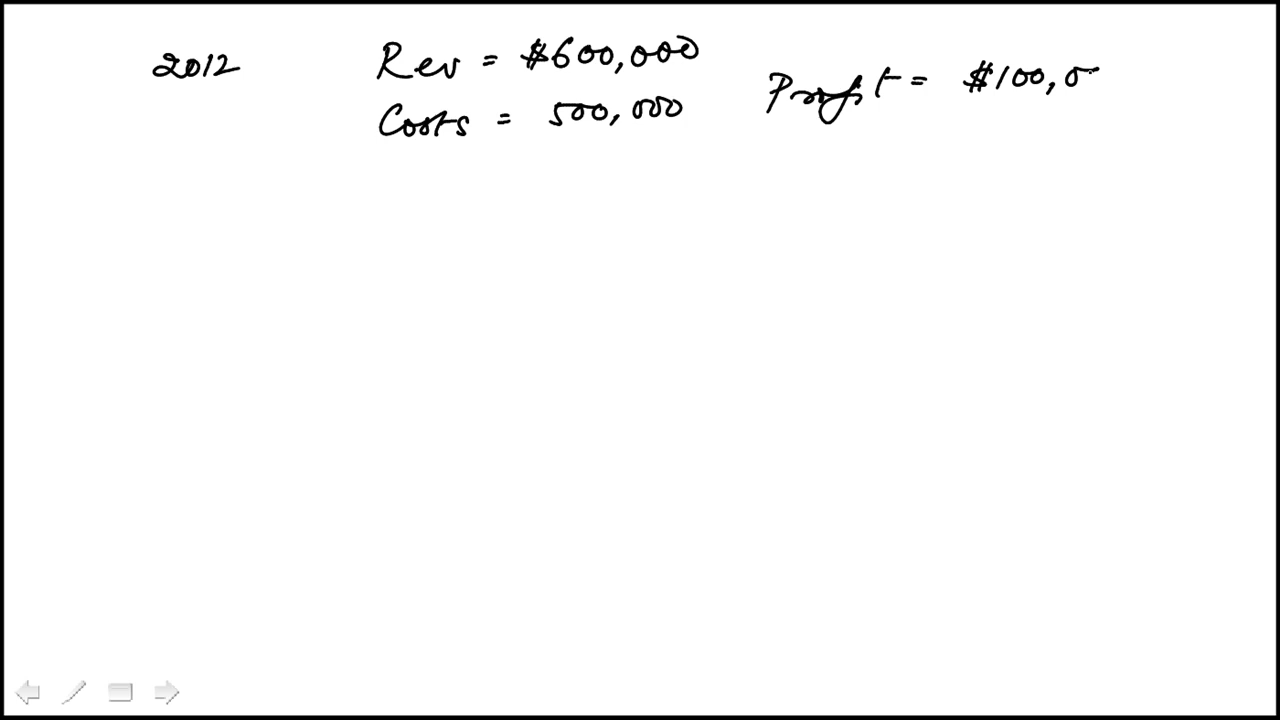 2012 Rev = $600,000 Profit = $100,0
Costs = 500,000